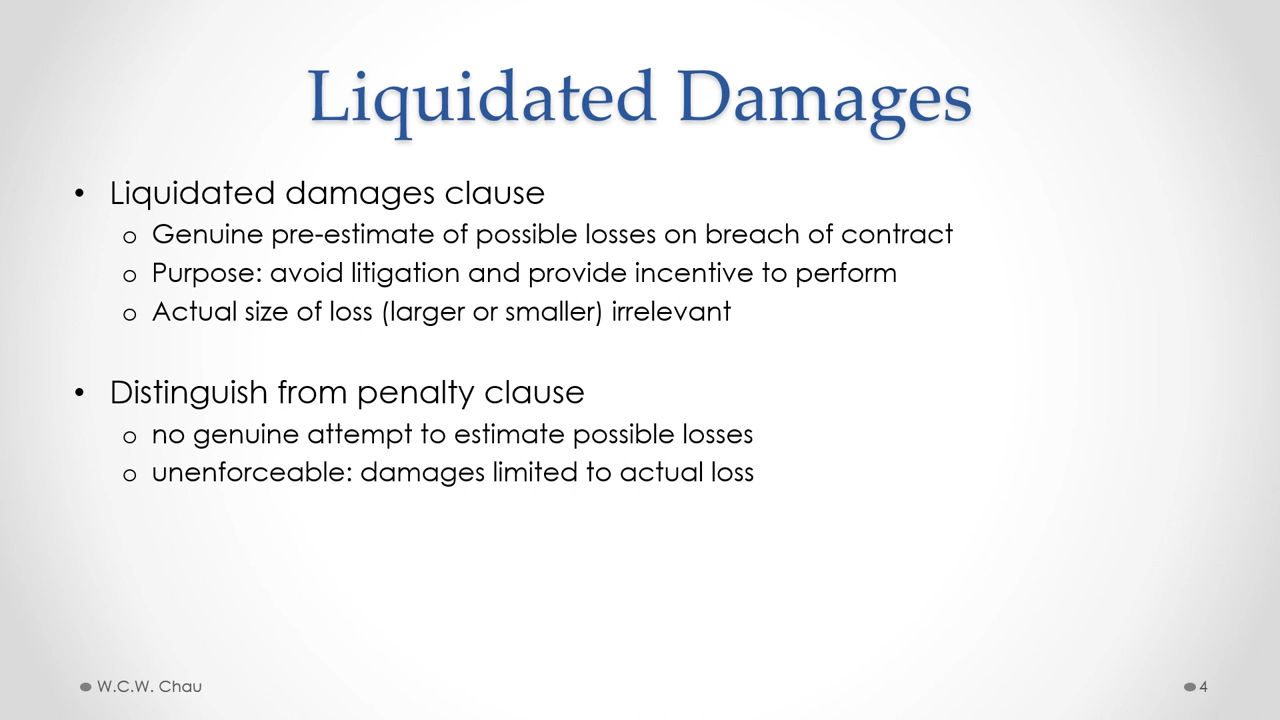 Liquidated Damages
• Liquidated damages clause
o Genuine pre-estimate of possible losses on breach of contract
o Purpose: avoid litigation and provide incentive to perform
o Actual size of loss (larger or smaller) irrelevant
• Distinguish from penalty clause
o no genuine attempt to estimate possible losses
o unenforceable: damages limited to actual loss
W.C.W. Chau
4